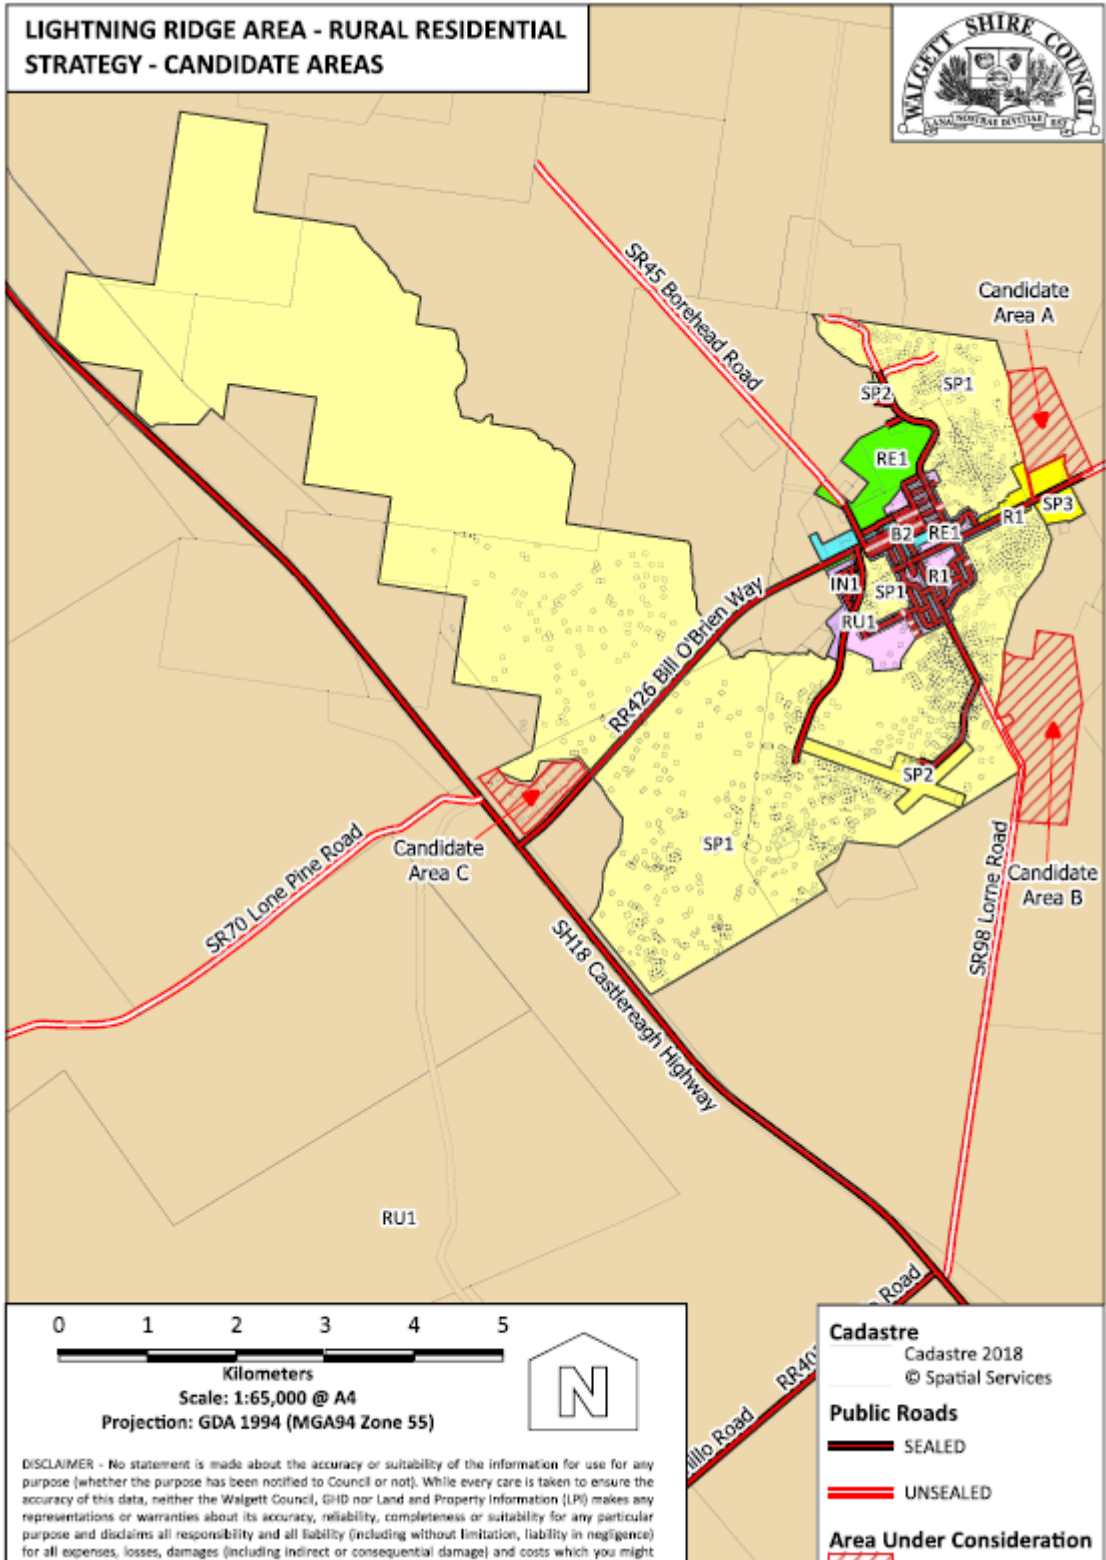 LIGHTNING RIDGE AREA - RURAL RESIDENTIAL
STRATEGY - CANDIDATE AREAS
WALGETT SHIRE COUNCIL
Candidate
Area A
SR45 Borehead Road
SP2
SP1
RE1
SP3
R1
B2
RE1
IN1
SP1
R1
RU1
RR426 Bill O'Brien Way
SP2
SP1
Candidate
Area C
Candidate
Area B
SR70 Lone Pine Road
SR98 Lorne Road
SH18 Castlereagh Highway
RU1
Road
RR40
Road
0 1 2 3 4 5
Kilometers
Scale: 1:65,000 @ A4
Projection: GDA 1994 (MGA94 Zone 55)
N
DISCLAIMER - No statement is made about the accuracy or suitability of the information for use for any
purpose (whether the purpose has been notified to Council or not). While every care is taken to ensure the
accuracy of this data, neither the Walgett Council, GHD nor Land and Property Information (LPI) makes any
representations or warranties about its accuracy, reliability, completeness or suitability for any particular
purpose and disclaims all responsibility and all liability (including without limitation, liability in negligence)
for all expenses, losses, damages (including indirect or consequential damage) and costs which you might
Cadastre
Cadastre 2018
© Spatial Services
Public Roads
SEALED
UNSEALED
Area Under Consideration